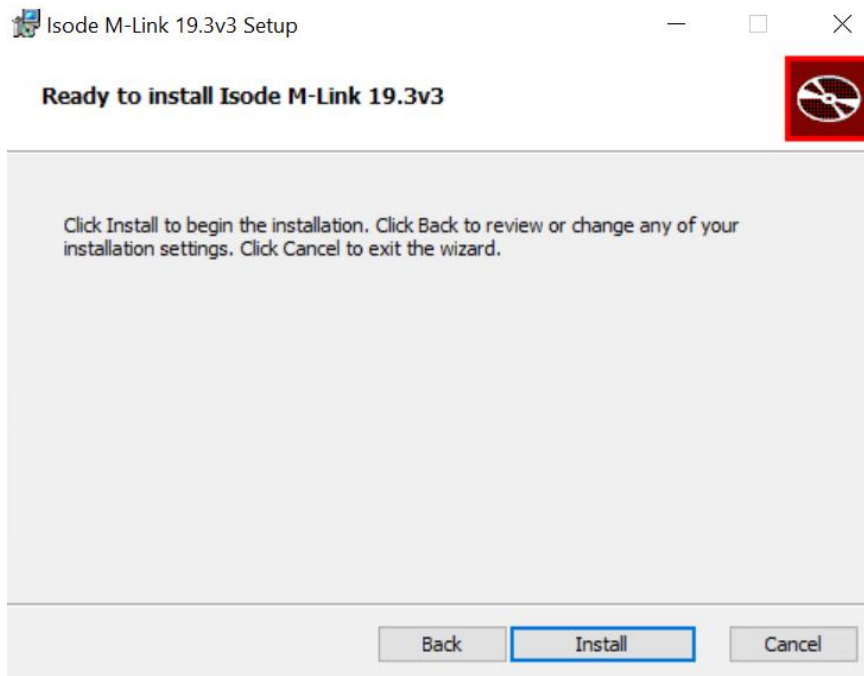 Isode M-Link 19.3v3 Setup
Ready to install Isode M-Link 19.3v3
Click Install to begin the installation. Click Back to review or change any of your
installation settings. Click Cancel to exit the wizard.
Back
Install
Cancel